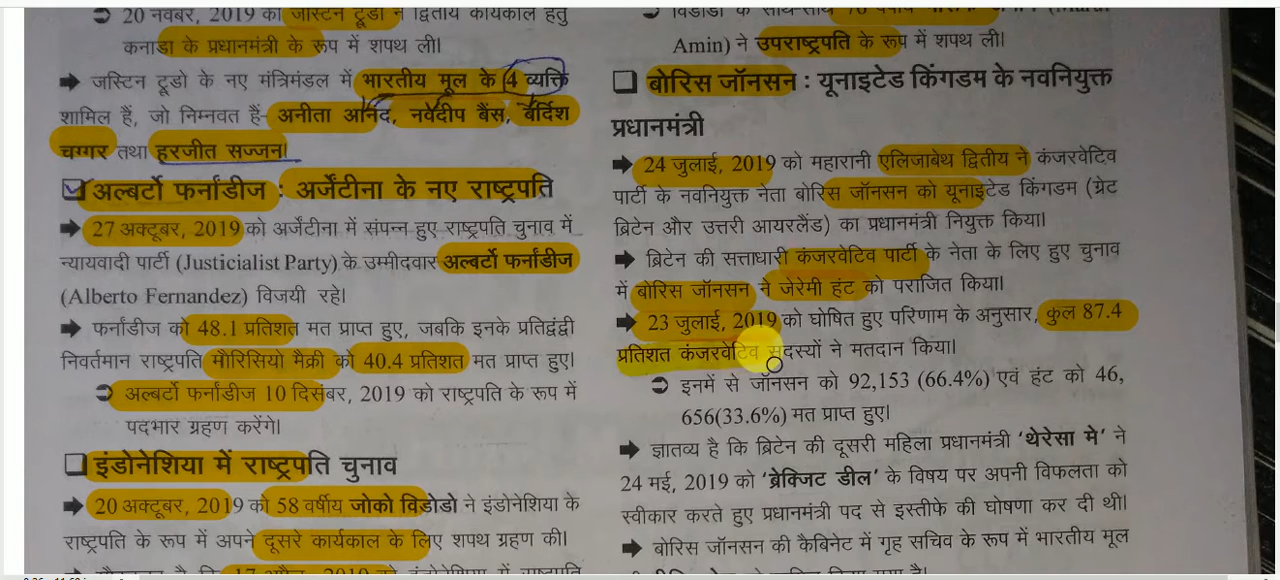 ➲ 20 नवंबर, 2019 को जस्टिन ट्रूडो ने द्वितीय कार्यकाल हेतु
कनाडा के प्रधानमंत्री के रूप में शपथ ली।
➡ जस्टिन ट्रूडो के नए मंत्रिमंडल में भारतीय मूल के 4 व्यक्ति
शामिल हैं, जो निम्नवत हैं- अनीता आनंद, नवदीप बैंस, बर्दिश
चग्गर तथा हरजीत सज्जन।
❑ अल्बर्टो फर्नांडीज : अर्जेंटीना के नए राष्ट्रपति
➡ 27 अक्टूबर, 2019 को अर्जेंटीना में संपन्न हुए राष्ट्रपति चुनाव में
न्यायवादी पार्टी (Justicialist Party) के उम्मीदवार अल्बर्टो फर्नांडीज
(Alberto Fernandez) विजयी रहे।
➡ फर्नांडीज को 48.1 प्रतिशत मत प्राप्त हुए, जबकि इनके प्रतिद्वंद्वी
निवर्तमान राष्ट्रपति मौरिसियो मैक्री को 40.4 प्रतिशत मत प्राप्त हुए।
➲ अल्बर्टो फर्नांडीज 10 दिसंबर, 2019 को राष्ट्रपति के रूप में
पदभार ग्रहण करेंगे।
❑ इंडोनेशिया में राष्ट्रपति चुनाव
➡ 20 अक्टूबर, 2019 को 58 वर्षीय जोको विडोडो ने इंडोनेशिया के
राष्ट्रपति के रूप में अपने दूसरे कार्यकाल के लिए शपथ ग्रहण की।
➲ विडोडो के साथ-साथ
Amin) ने उपराष्ट्रपति के रूप में शपथ ली।
❑ बोरिस जॉनसन : यूनाइटेड किंगडम के नवनियुक्त
प्रधानमंत्री
➡ 24 जुलाई, 2019 को महारानी एलिजाबेथ द्वितीय ने कंजरवेटिव
पार्टी के नवनियुक्त नेता बोरिस जॉनसन को यूनाइटेड किंगडम (ग्रेट
ब्रिटेन और उत्तरी आयरलैंड) का प्रधानमंत्री नियुक्त किया।
➡ ब्रिटेन की सत्ताधारी कंजरवेटिव पार्टी के नेता के लिए हुए चुनाव
में बोरिस जॉनसन ने जेरेमी हंट को पराजित किया।
➡ 23 जुलाई, 2019 को घोषित हुए परिणाम के अनुसार, कुल 87.4
प्रतिशत कंजरवेटिव सदस्यों ने मतदान किया।
➲ इनमें से जॉनसन को 92,153 (66.4%) एवं हंट को 46,
656(33.6%) मत प्राप्त हुए।
➡ ज्ञातव्य है कि ब्रिटेन की दूसरी महिला प्रधानमंत्री 'थेरेसा मे' ने
24 मई, 2019 को 'ब्रेक्जिट डील' के विषय पर अपनी विफलता को
स्वीकार करते हुए प्रधानमंत्री पद से इस्तीफे की घोषणा कर दी थी।
➡ बोरिस जॉनसन की कैबिनेट में गृह सचिव के रूप में भारतीय मूल